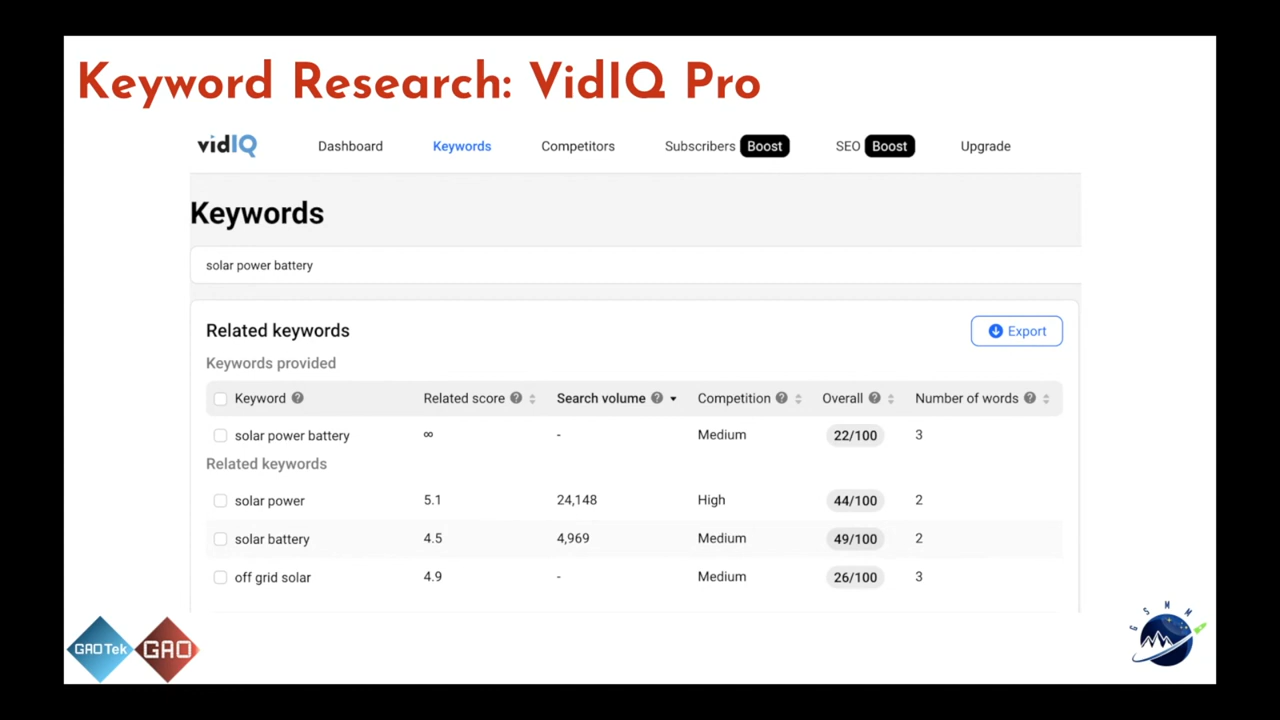 Keyword Research: VidIQ Pro
vidIQ Dashboard Keywords Competitors Subscribers Boost SEO Boost Upgrade
Keywords
solar power battery
Related keywords Export
Keywords provided
Keyword Related score Search volume Competition Overall Number of words
solar power battery ∞ - Medium 22/100 3
Related keywords
solar power 5.1 24,148 High 44/100 2
solar battery 4.5 4,969 Medium 49/100 2
off grid solar 4.9 - Medium 26/100 3
GAOTek GAO
G S M M